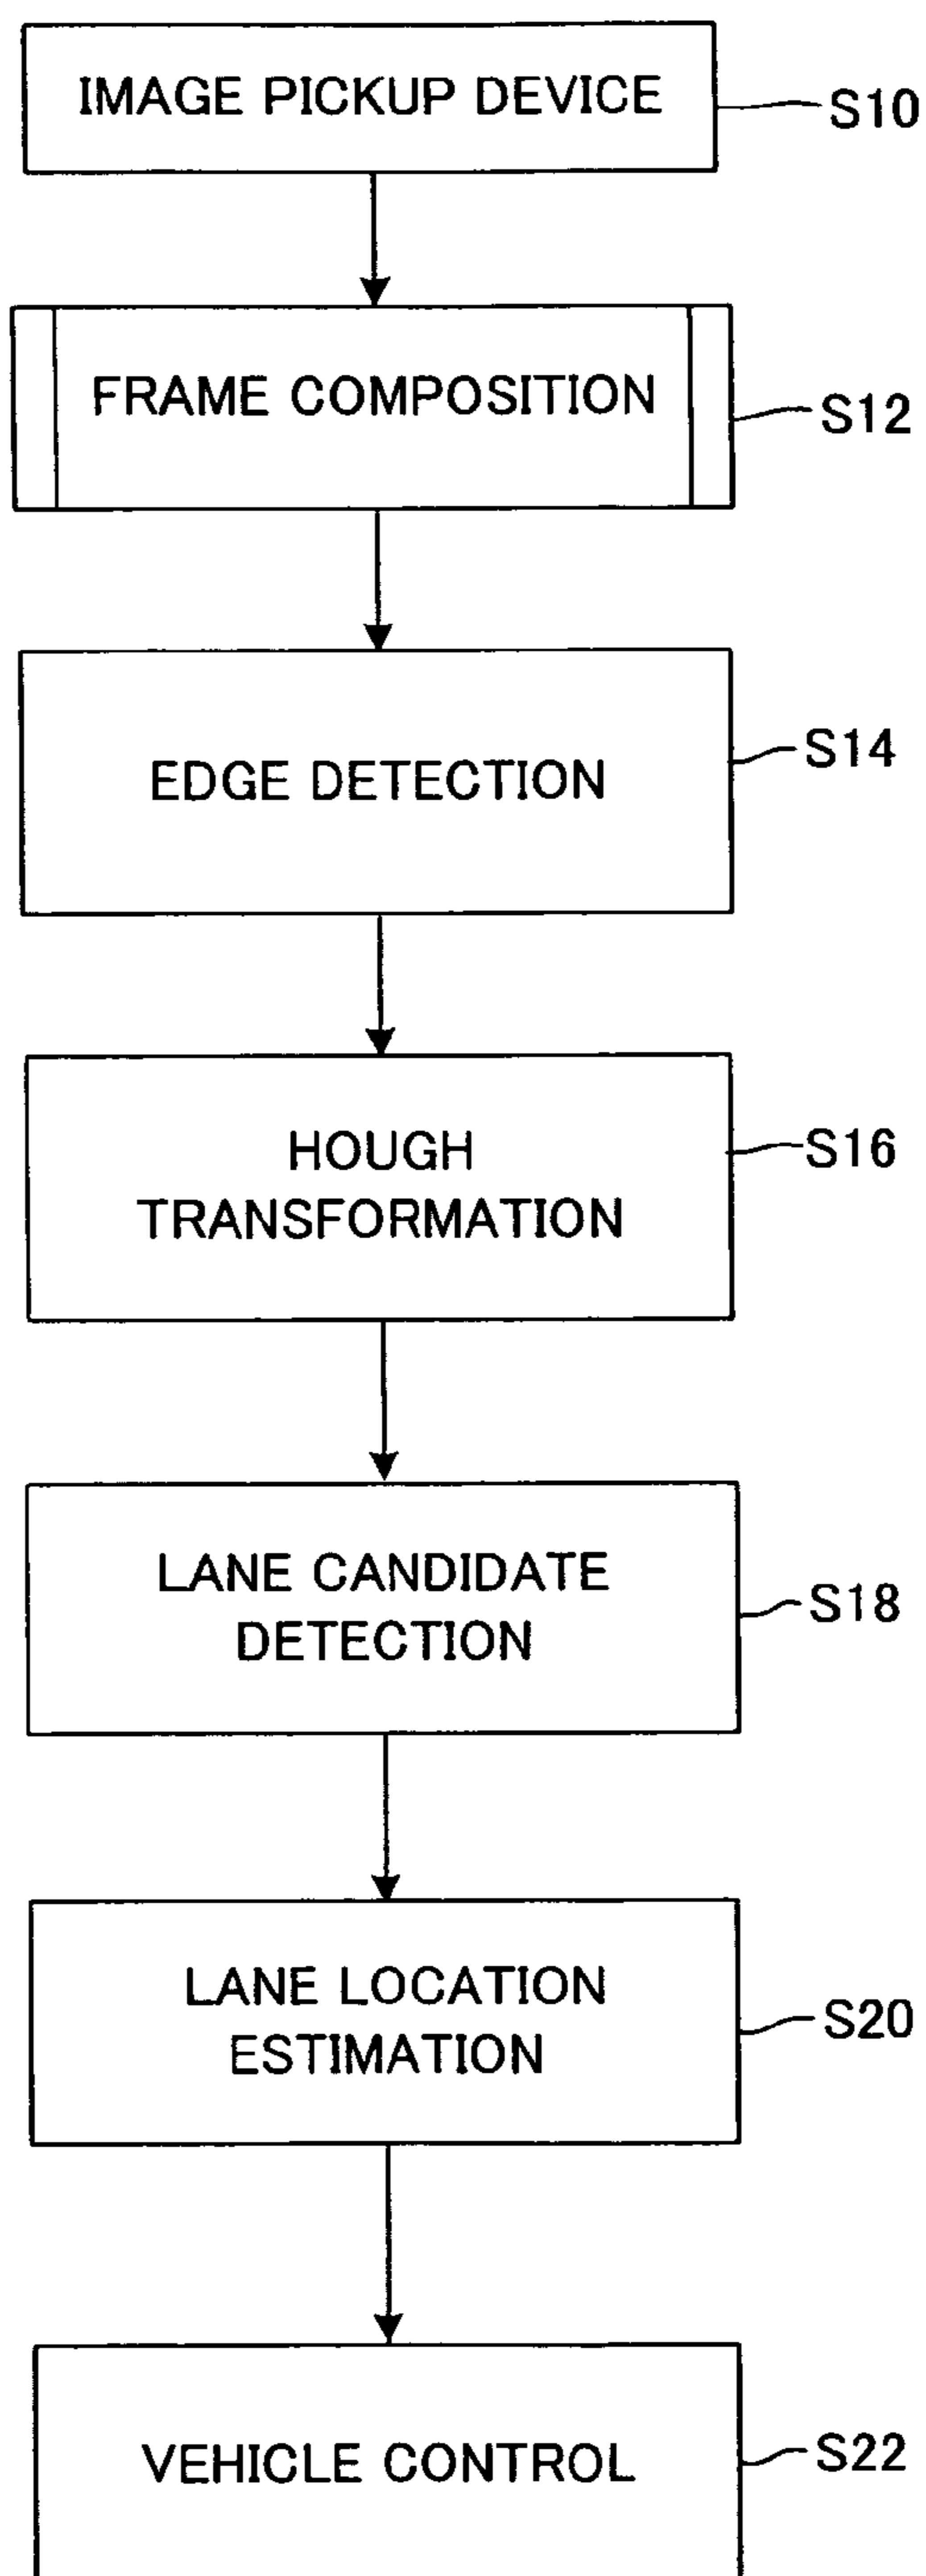 IMAGE PICKUP DEVICE
S10
FRAME COMPOSITION
S12
EDGE DETECTION
S14
HOUGH
TRANSFORMATION
S16
LANE CANDIDATE
DETECTION
S18
LANE LOCATION
ESTIMATION
S20
VEHICLE CONTROL
S22